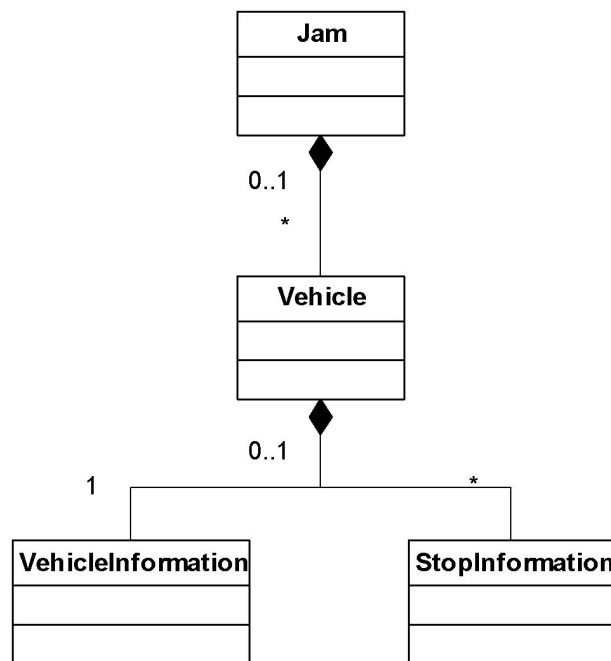 Jam
0..1
*
Vehicle
0..1
1
*
VehicleInformation
StopInformation